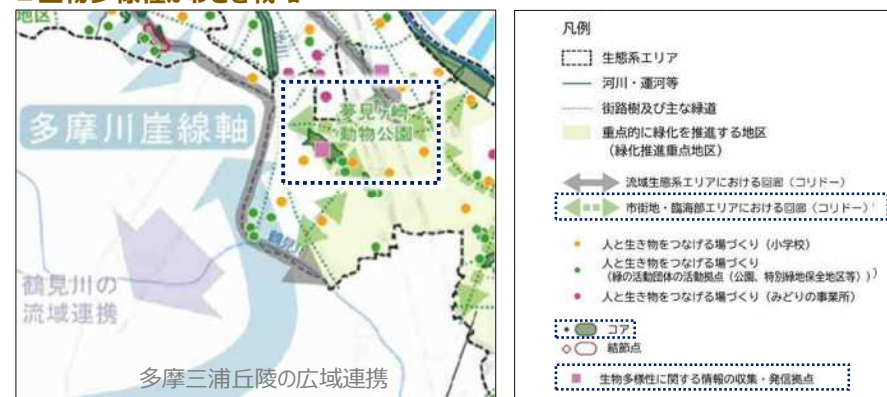 地区
多摩川崖線軸
夢見ヶ崎
動物公園
鶴見川
鶴見川の
流域連携
多摩三浦丘陵の広域連携
凡例
生態系エリア
河川・運河等
街路樹及び主な緑道
重点的に緑化を推進する地区
（緑化推進重点地区）
流域生態系エリアにおける回廊（コリドー）
市街地・臨海部エリアにおける回廊（コリドー）
人と生き物をつなげる場づくり（小学校）
人と生き物をつなげる場づくり
（緑の活動団体の活動拠点（公園、特別緑地保全地区等））
人と生き物をつなげる場づくり（みどりの事業所）
コア
結節点
生物多様性に関する情報の収集・発信拠点